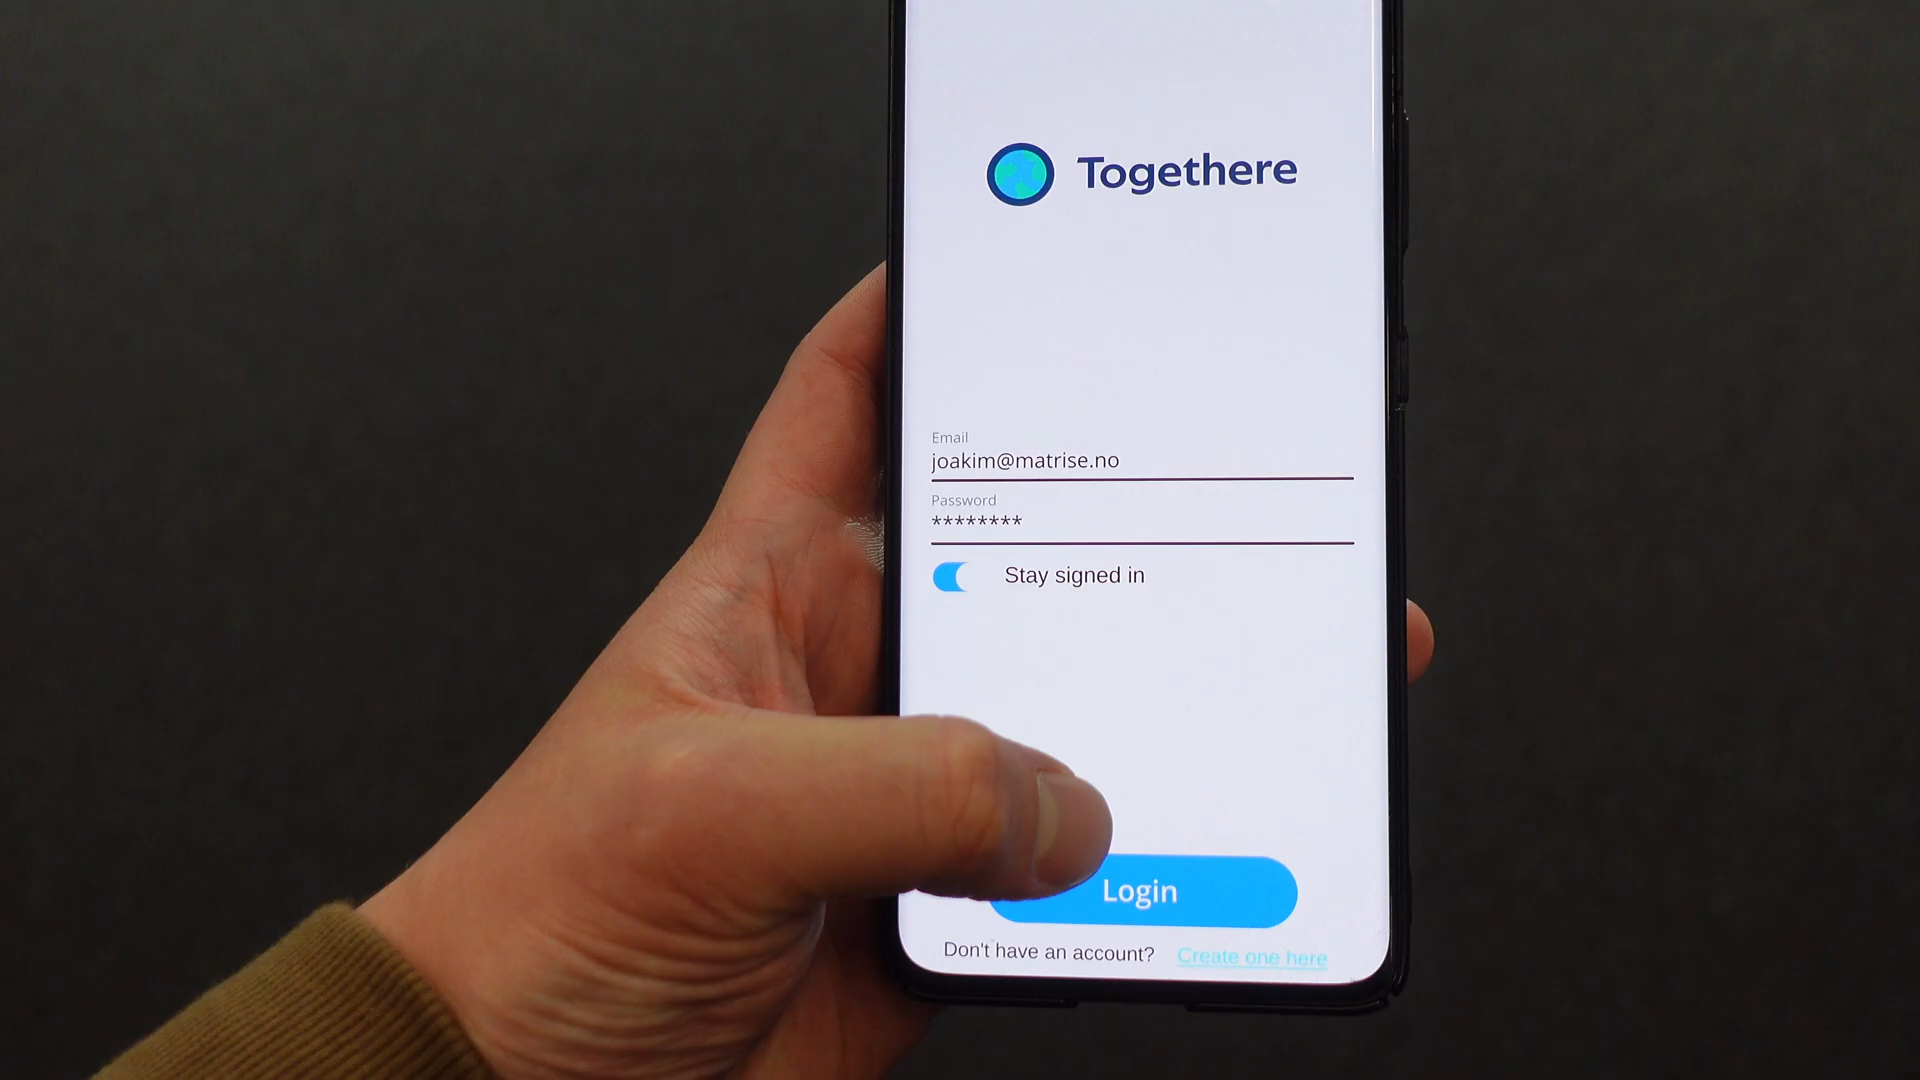 Togethere
Email
joakim@matrise.no
Password
********
Stay signed in
Login
Don't have an account? Create one here